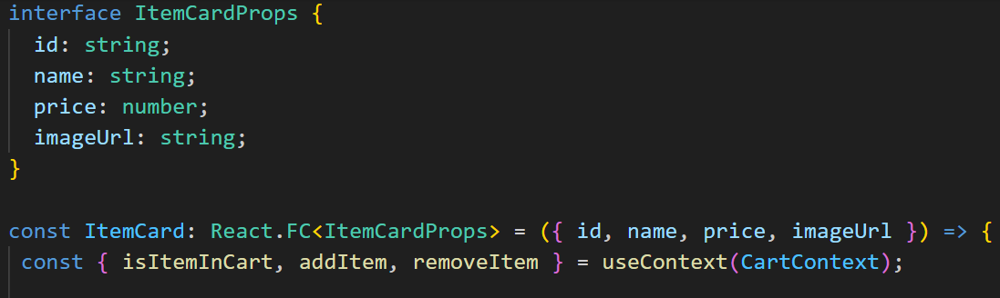 interface ItemCardProps {
  id: string;
  name: string;
  price: number;
  imageUrl: string;
}

const ItemCard: React.FC<ItemCardProps> = ({ id, name, price, imageUrl }) => {
 const { isItemInCart, addItem, removeItem } = useContext(CartContext);